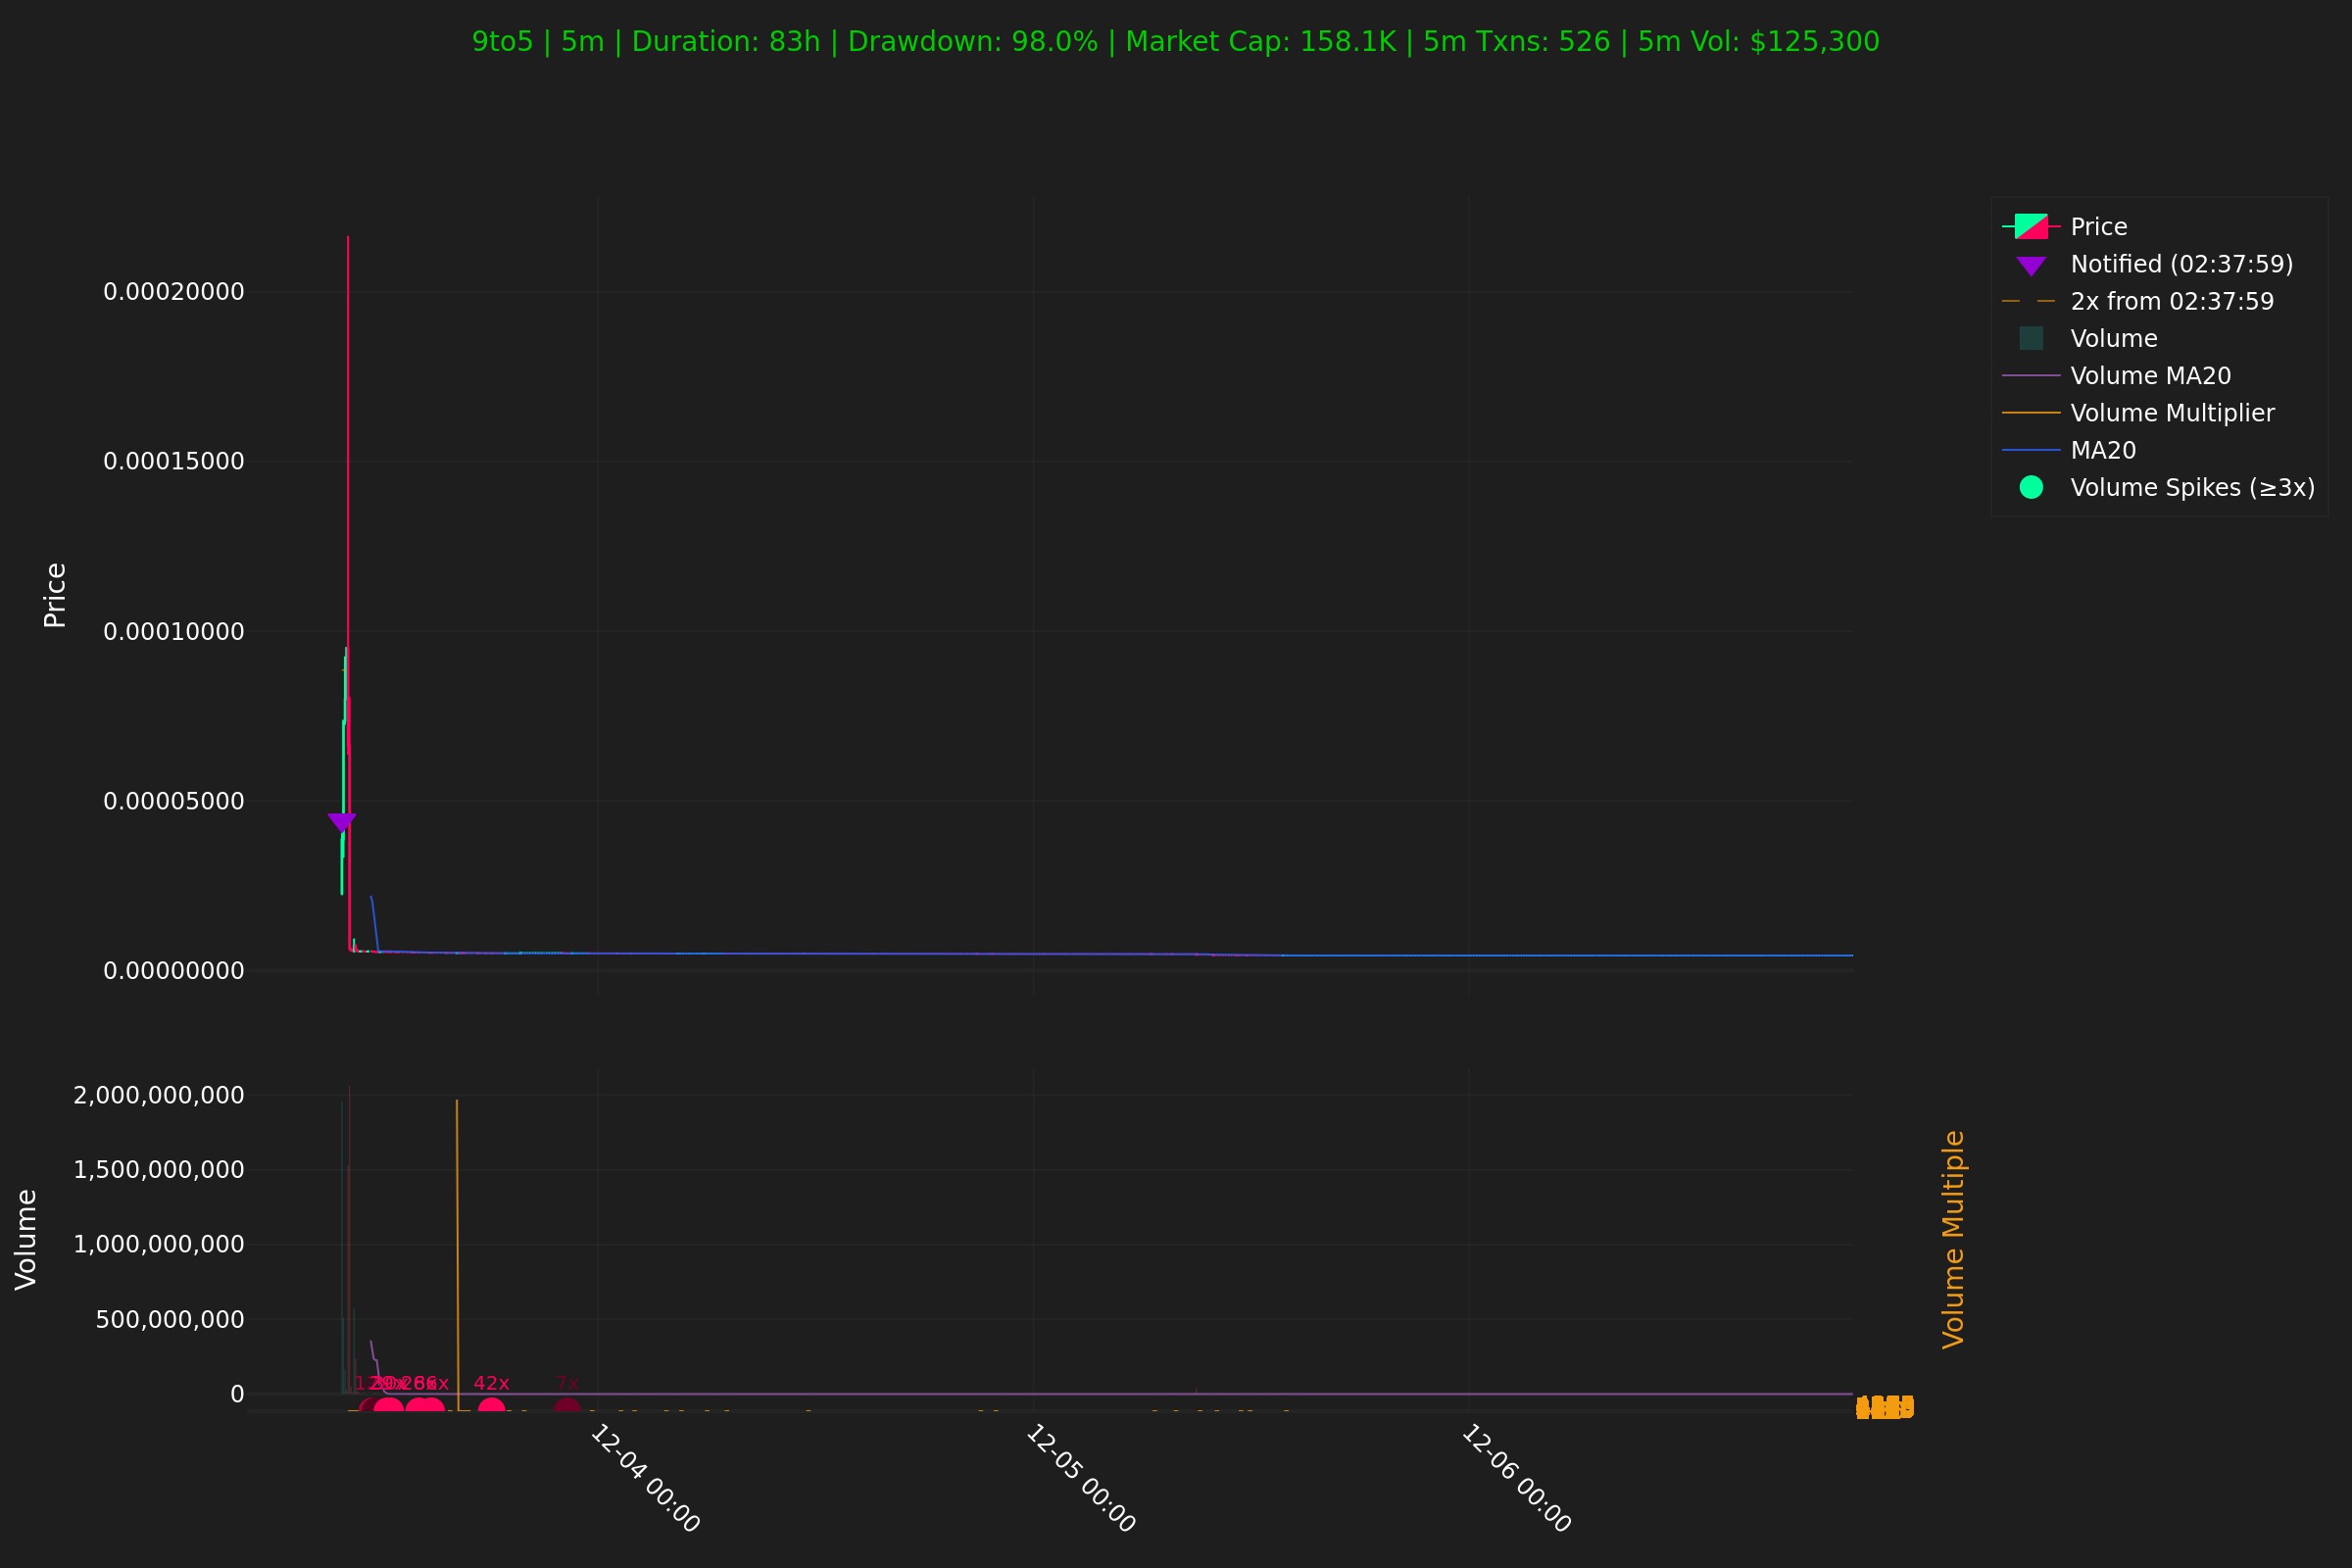 9to5 | 5m | Duration: 83h | Drawdown: 98.0% | Market Cap: 158.1K | 5m Txns: 526 | 5m Vol: $125,300
Price
Notified (02:37:59)
2x from 02:37:59
Volume
Volume MA20
Volume Multiplier
MA20
Volume Spikes (≥3x)
Price
0.00020000
0.00015000
0.00010000
0.00005000
0.00000000
Volume
2,000,000,000
1,500,000,000
1,000,000,000
500,000,000
0
42x
7x
Volume Multiple
12-04 00:00
12-05 00:00
12-06 00:00